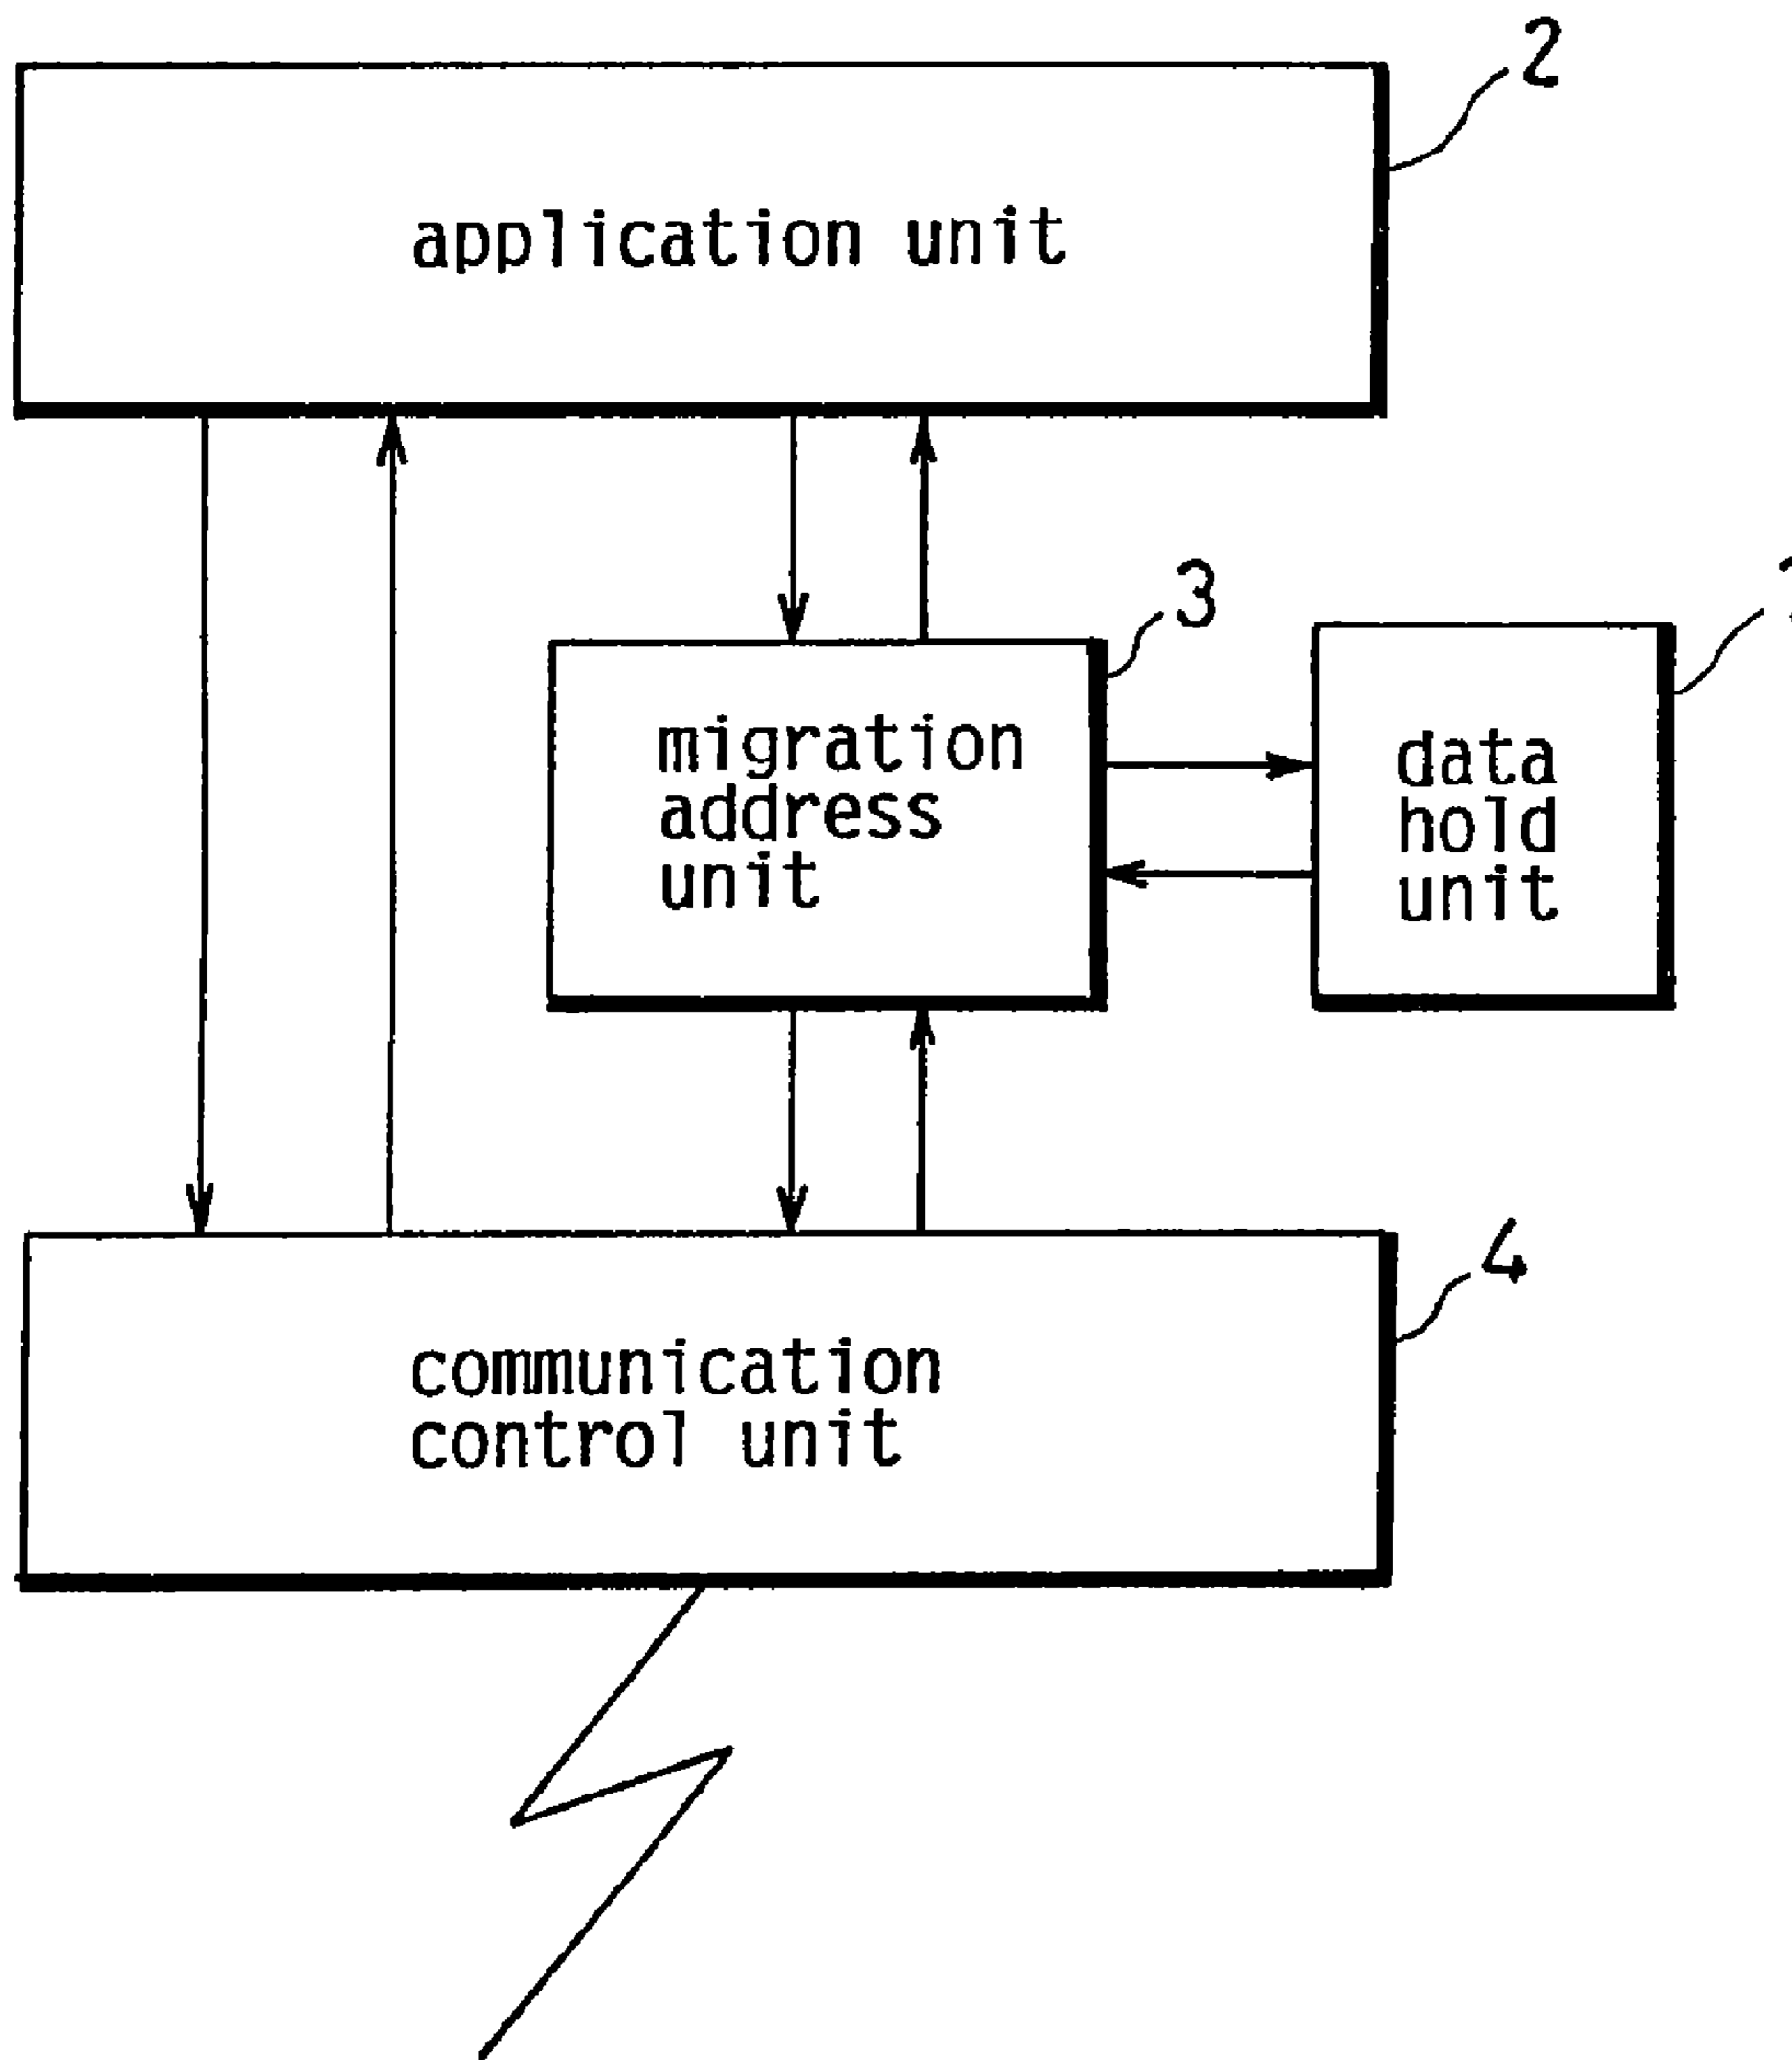 2
application unit
3
migration
address
unit
data
hold
unit
4
communication
control unit